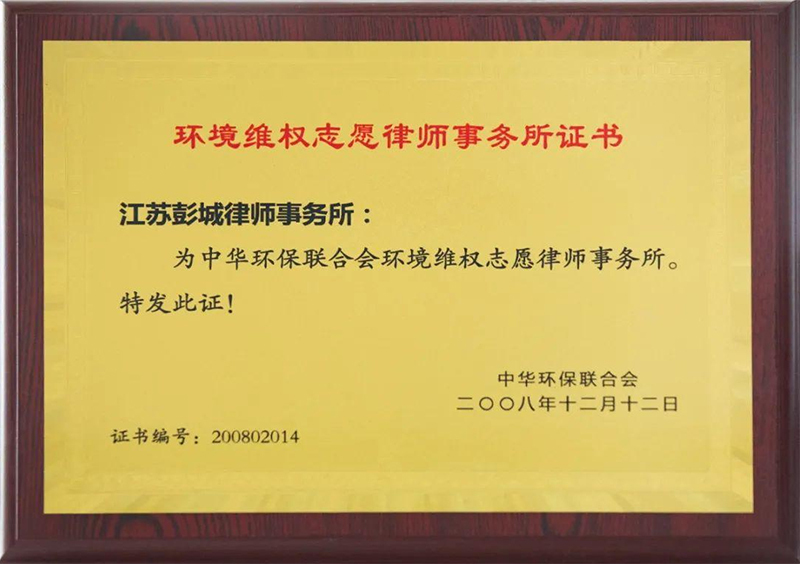 环境维权志愿律师事务所证书
江苏彭城律师事务所：
为中华环保联合会环境维权志愿律师事务所。
特发此证！
中华环保联合会
二〇〇八年十二月十二日
证书编号：200802014